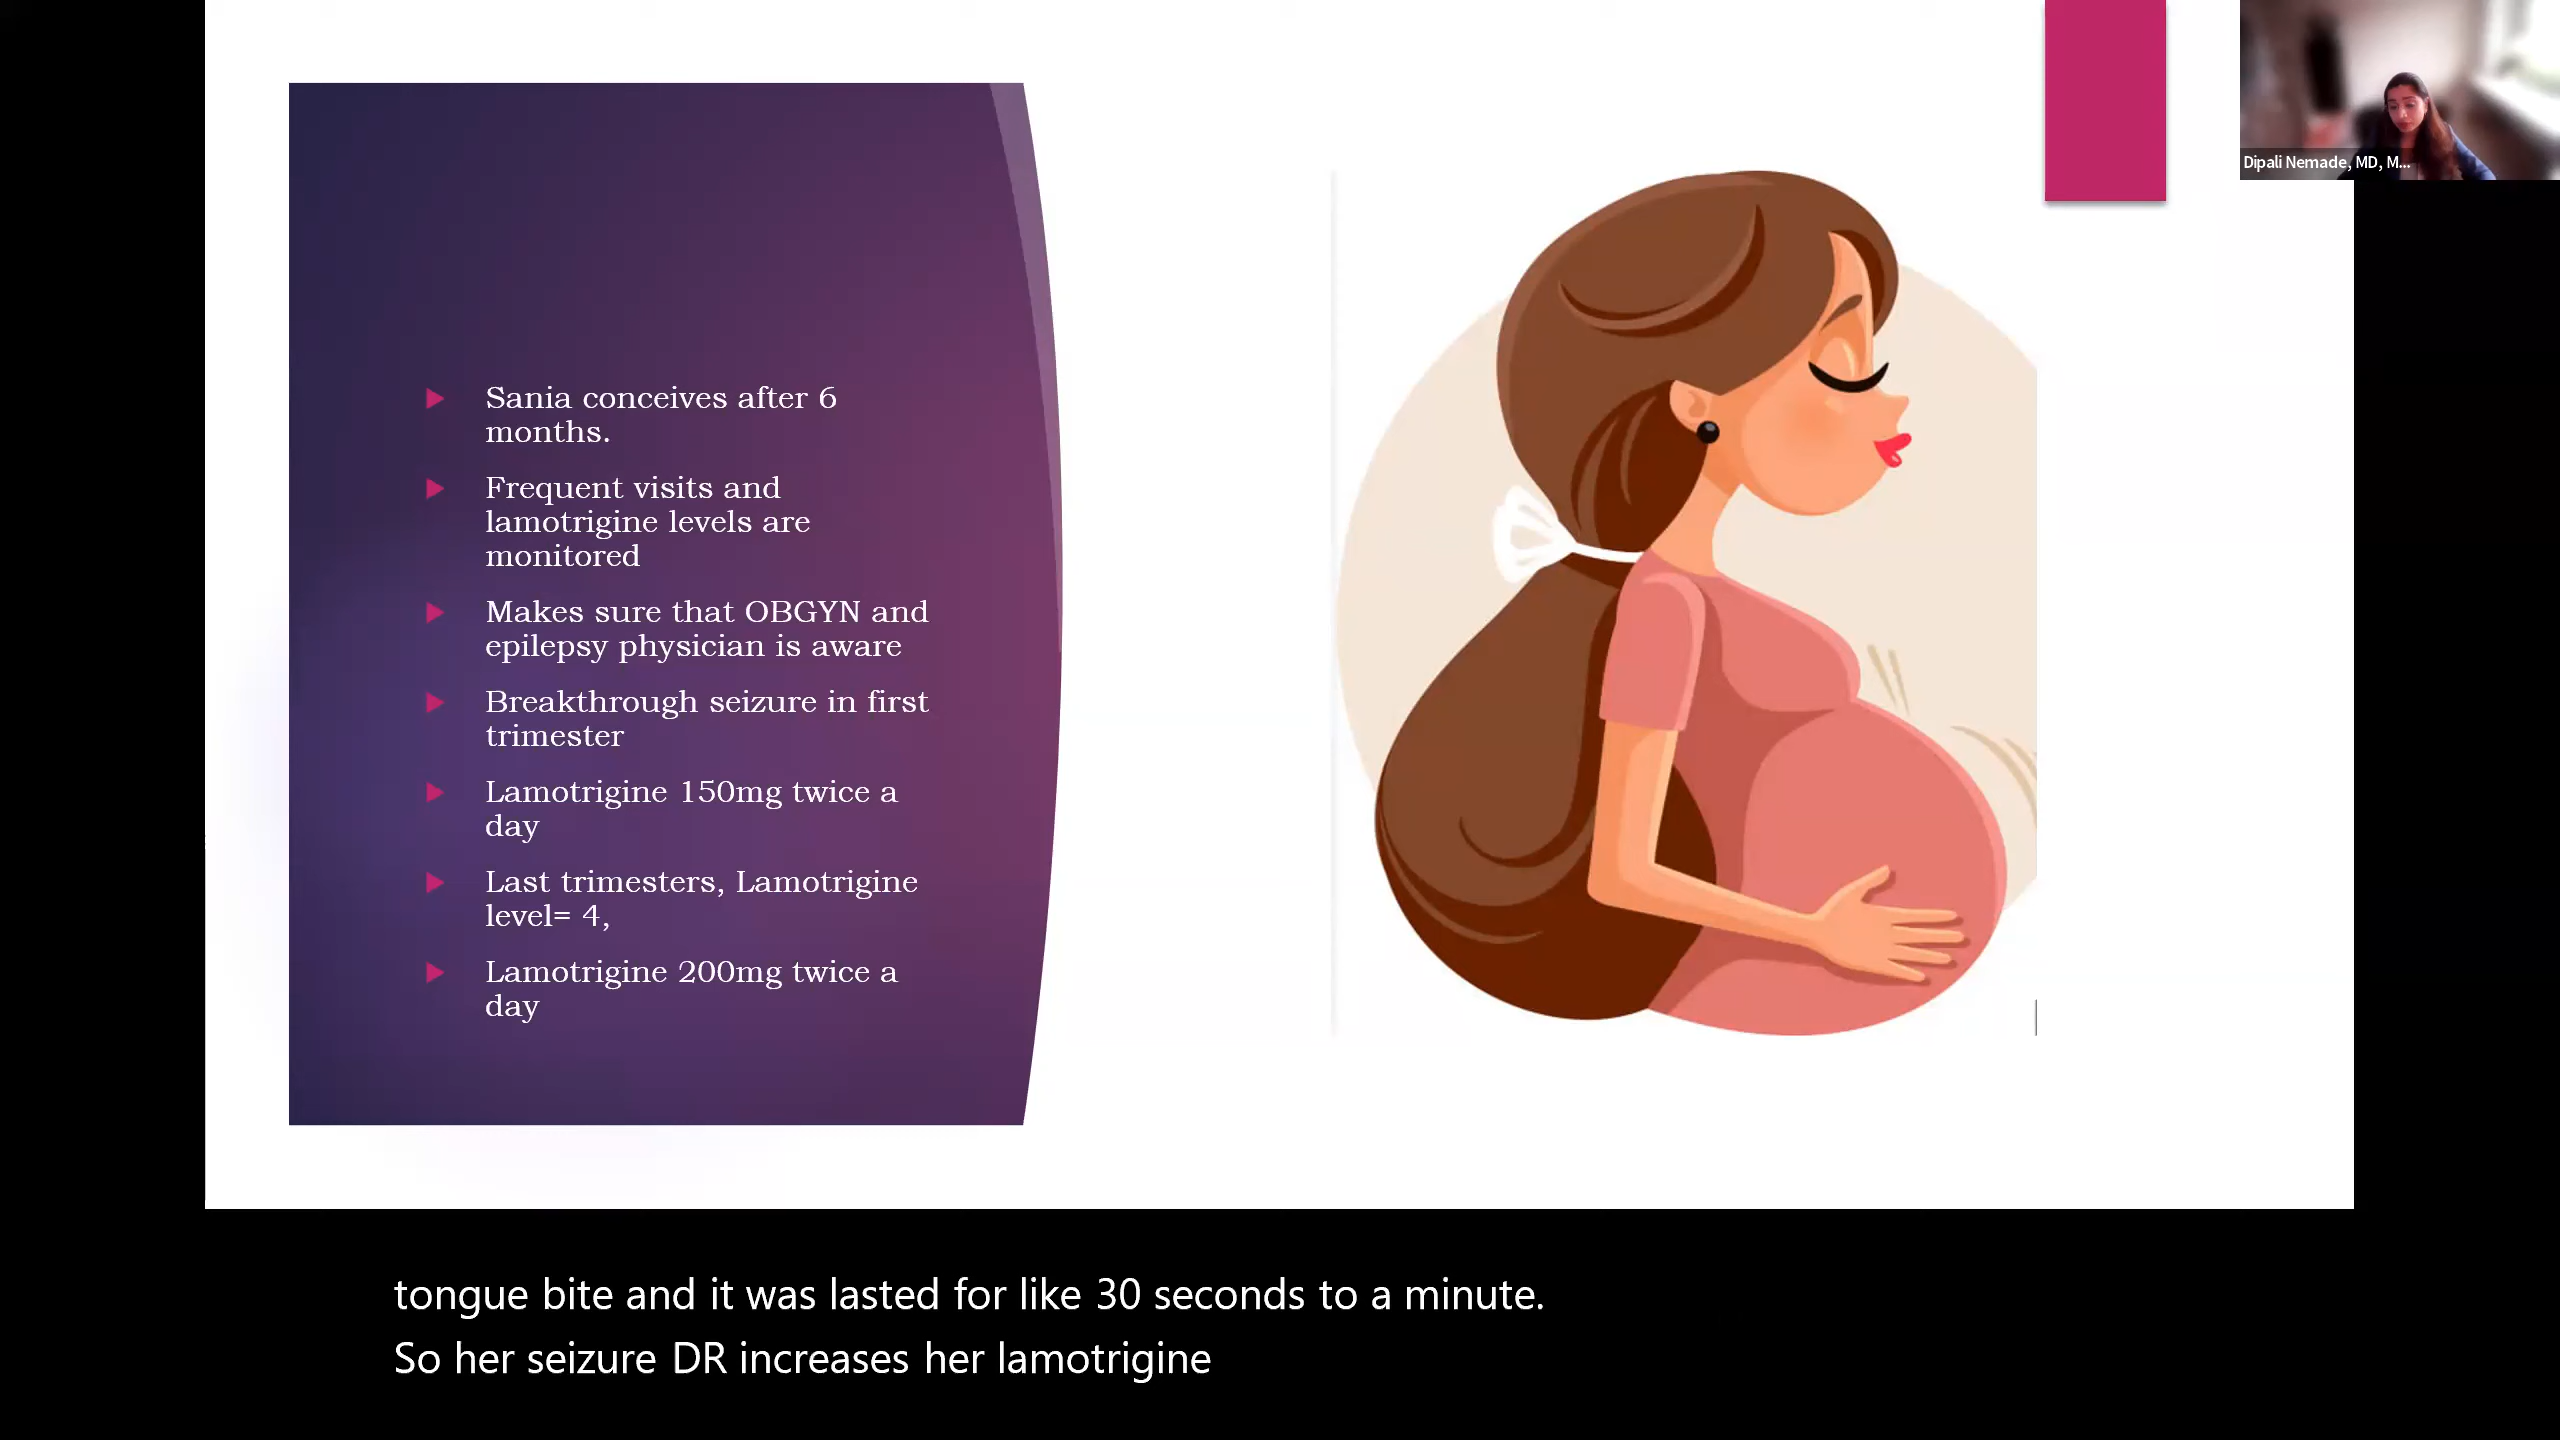 Dipali Nemade, MD, M...
Sania conceives after 6
months.
Frequent visits and
lamotrigine levels are
monitored
Makes sure that OBGYN and
epilepsy physician is aware
Breakthrough seizure in first
trimester
Lamotrigine 150mg twice a
day
Last trimesters, Lamotrigine
level= 4,
Lamotrigine 200mg twice a
day
tongue bite and it was lasted for like 30 seconds to a minute.
So her seizure DR increases her lamotrigine